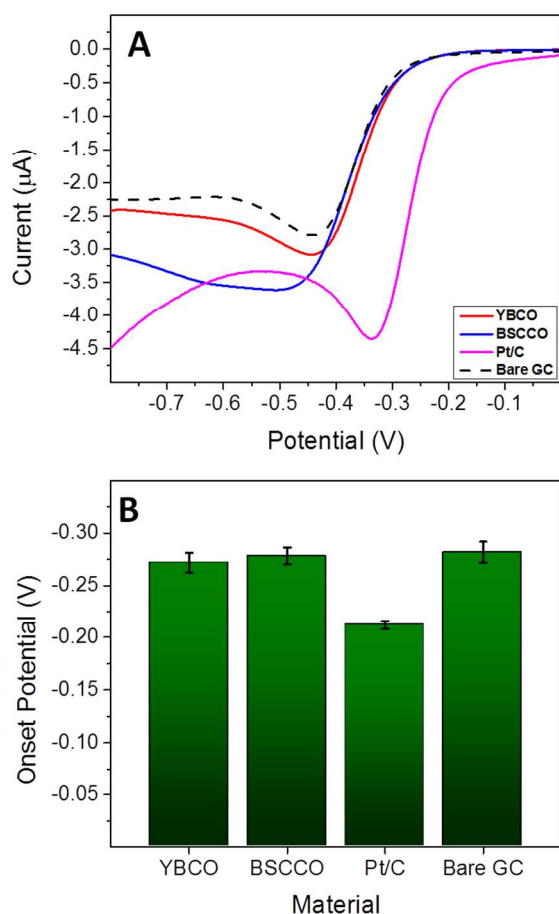 A
0.0
-0.5
-1.0
-1.5
-2.0
-2.5
-3.0
-3.5
-4.0
-4.5
Current (μA)
YBCO
BSCCO
Pt/C
Bare GC
-0.7 -0.6 -0.5 -0.4 -0.3 -0.2 -0.1
Potential (V)
B
-0.30
-0.25
-0.20
-0.15
-0.10
-0.05
Onset Potential (V)
YBCO BSCCO Pt/C Bare GC
Material